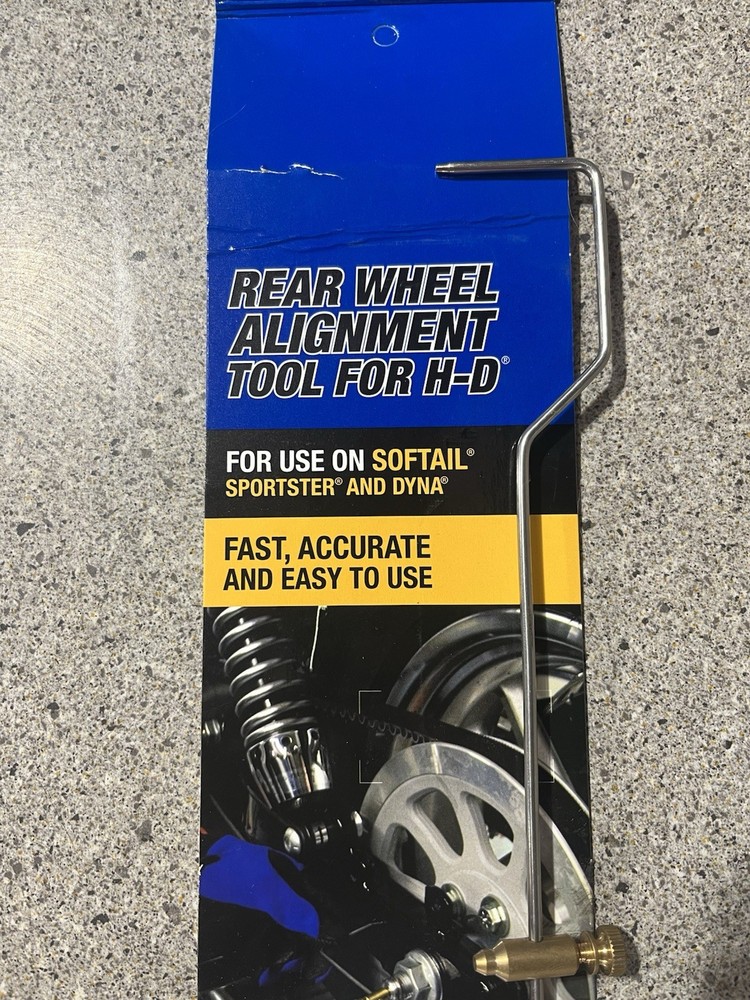 REAR WHEEL
ALIGNMENT
TOOL FOR H-D®
FOR USE ON SOFTAIL®
SPORTSTER® AND DYNA®
FAST, ACCURATE
AND EASY TO USE